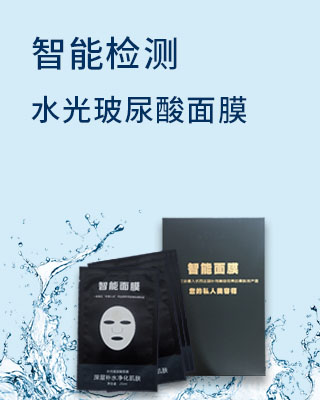 智能检测
水光玻尿酸面膜
智能面膜
您的私人美容师
智能面膜
深层补水净化肌肤